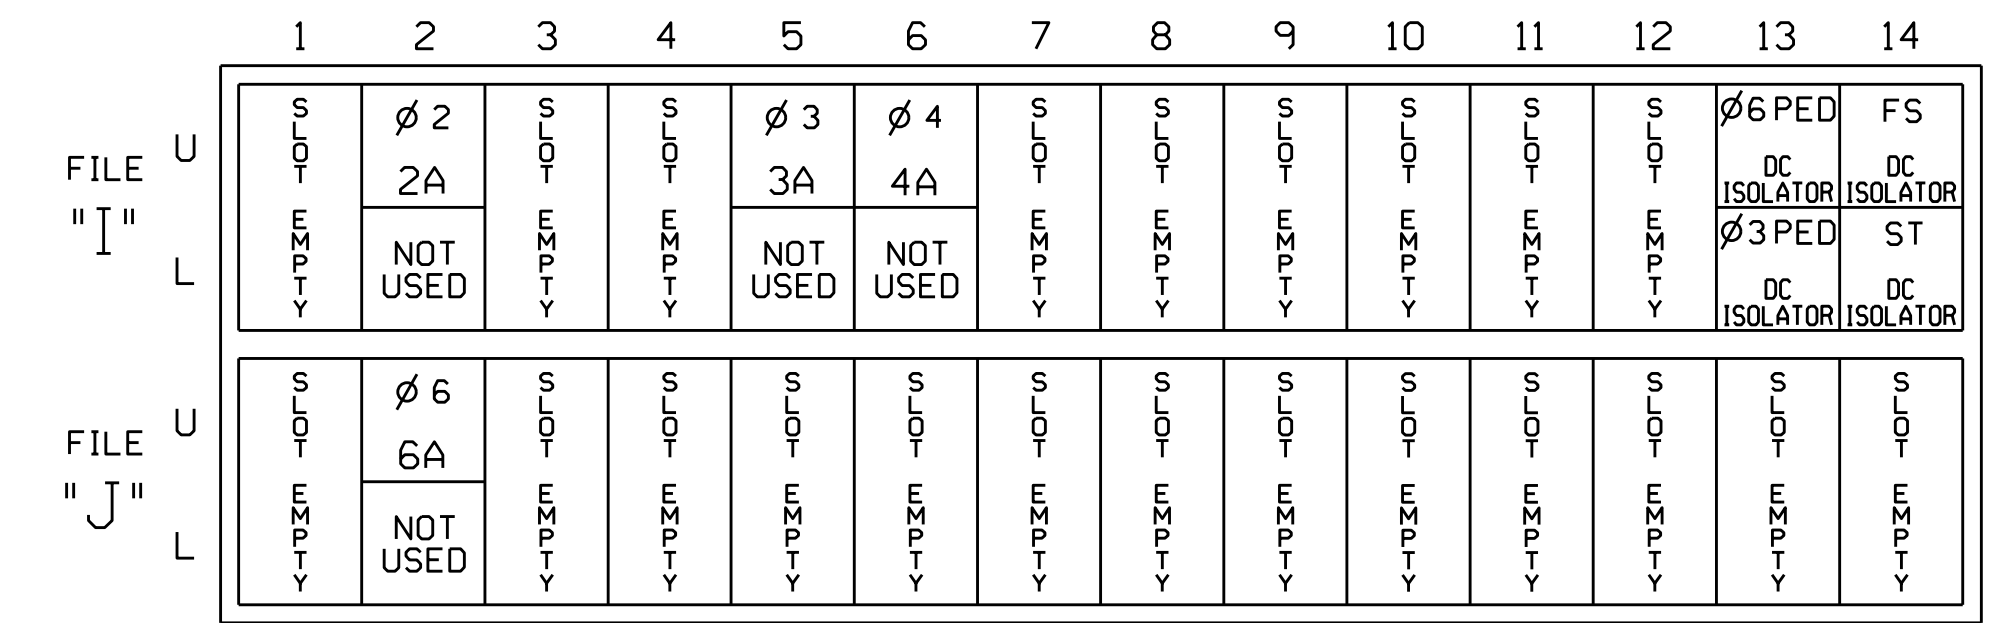 1 2 3 4 5 6 7 8 9 10 11 12 13 14
FILE "I"
U
L
SLOT EMPTY
Ø 2
2A
NOT
USED
SLOT EMPTY
SLOT EMPTY
Ø 3
3A
NOT
USED
Ø 4
4A
NOT
USED
SLOT EMPTY
SLOT EMPTY
SLOT EMPTY
SLOT EMPTY
SLOT EMPTY
SLOT EMPTY
Ø6 PED
DC
ISOLATOR
Ø3 PED
DC
ISOLATOR
FS
DC
ISOLATOR
ST
DC
ISOLATOR
FILE "J"
U
L
SLOT EMPTY
Ø 6
6A
NOT
USED
SLOT EMPTY
SLOT EMPTY
SLOT EMPTY
SLOT EMPTY
SLOT EMPTY
SLOT EMPTY
SLOT EMPTY
SLOT EMPTY
SLOT EMPTY
SLOT EMPTY
SLOT EMPTY
SLOT EMPTY